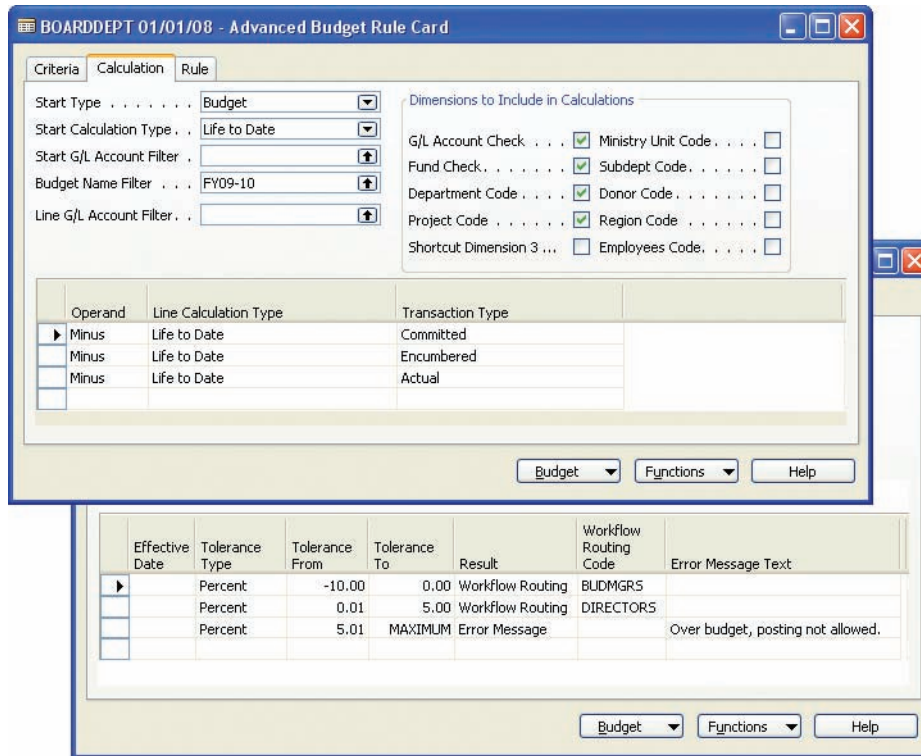 BOARDDEPT 01/01/08 - Advanced Budget Rule Card
Criteria Calculation Rule
Start Type . . . . . . . Budget
Start Calculation Type . . Life to Date
Start G/L Account Filter .
Budget Name Filter . . . FY09-10
Line G/L Account Filter. .
Dimensions to Include in Calculations
G/L Account Check . . . . Ministry Unit Code. . . . .
Fund Check. . . . . . . Subdept Code. . . . . . .
Department Code . . . . Donor Code . . . . . . . .
Project Code . . . . . . Region Code . . . . . . .
Shortcut Dimension 3 ... Employees Code. . . . . .
Operand Line Calculation Type Transaction Type
Minus Life to Date Committed
Minus Life to Date Encumbered
Minus Life to Date Actual
Budget Functions Help
Effective Date Tolerance Type Tolerance From Tolerance To Result Workflow Routing Code Error Message Text
Percent -10.00 0.00 Workflow Routing BUDMGRS
Percent 0.01 5.00 Workflow Routing DIRECTORS
Percent 5.01 MAXIMUM Error Message Over budget, posting not allowed.
Budget Functions Help